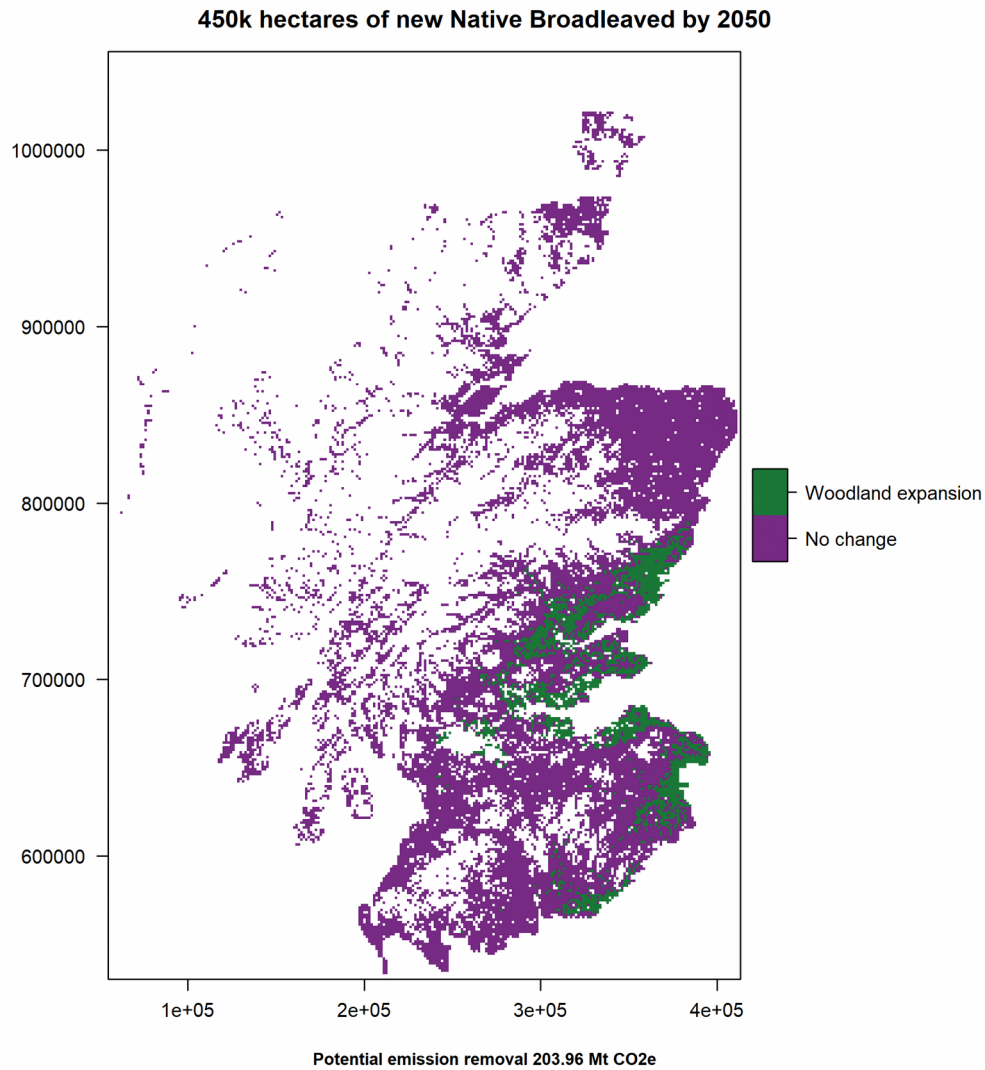 450k hectares of new Native Broadleaved by 2050
1000000
900000
800000
700000
600000
Woodland expansion
No change
1e+05
2e+05
3e+05
4e+05
Potential emission removal 203.96 Mt CO2e